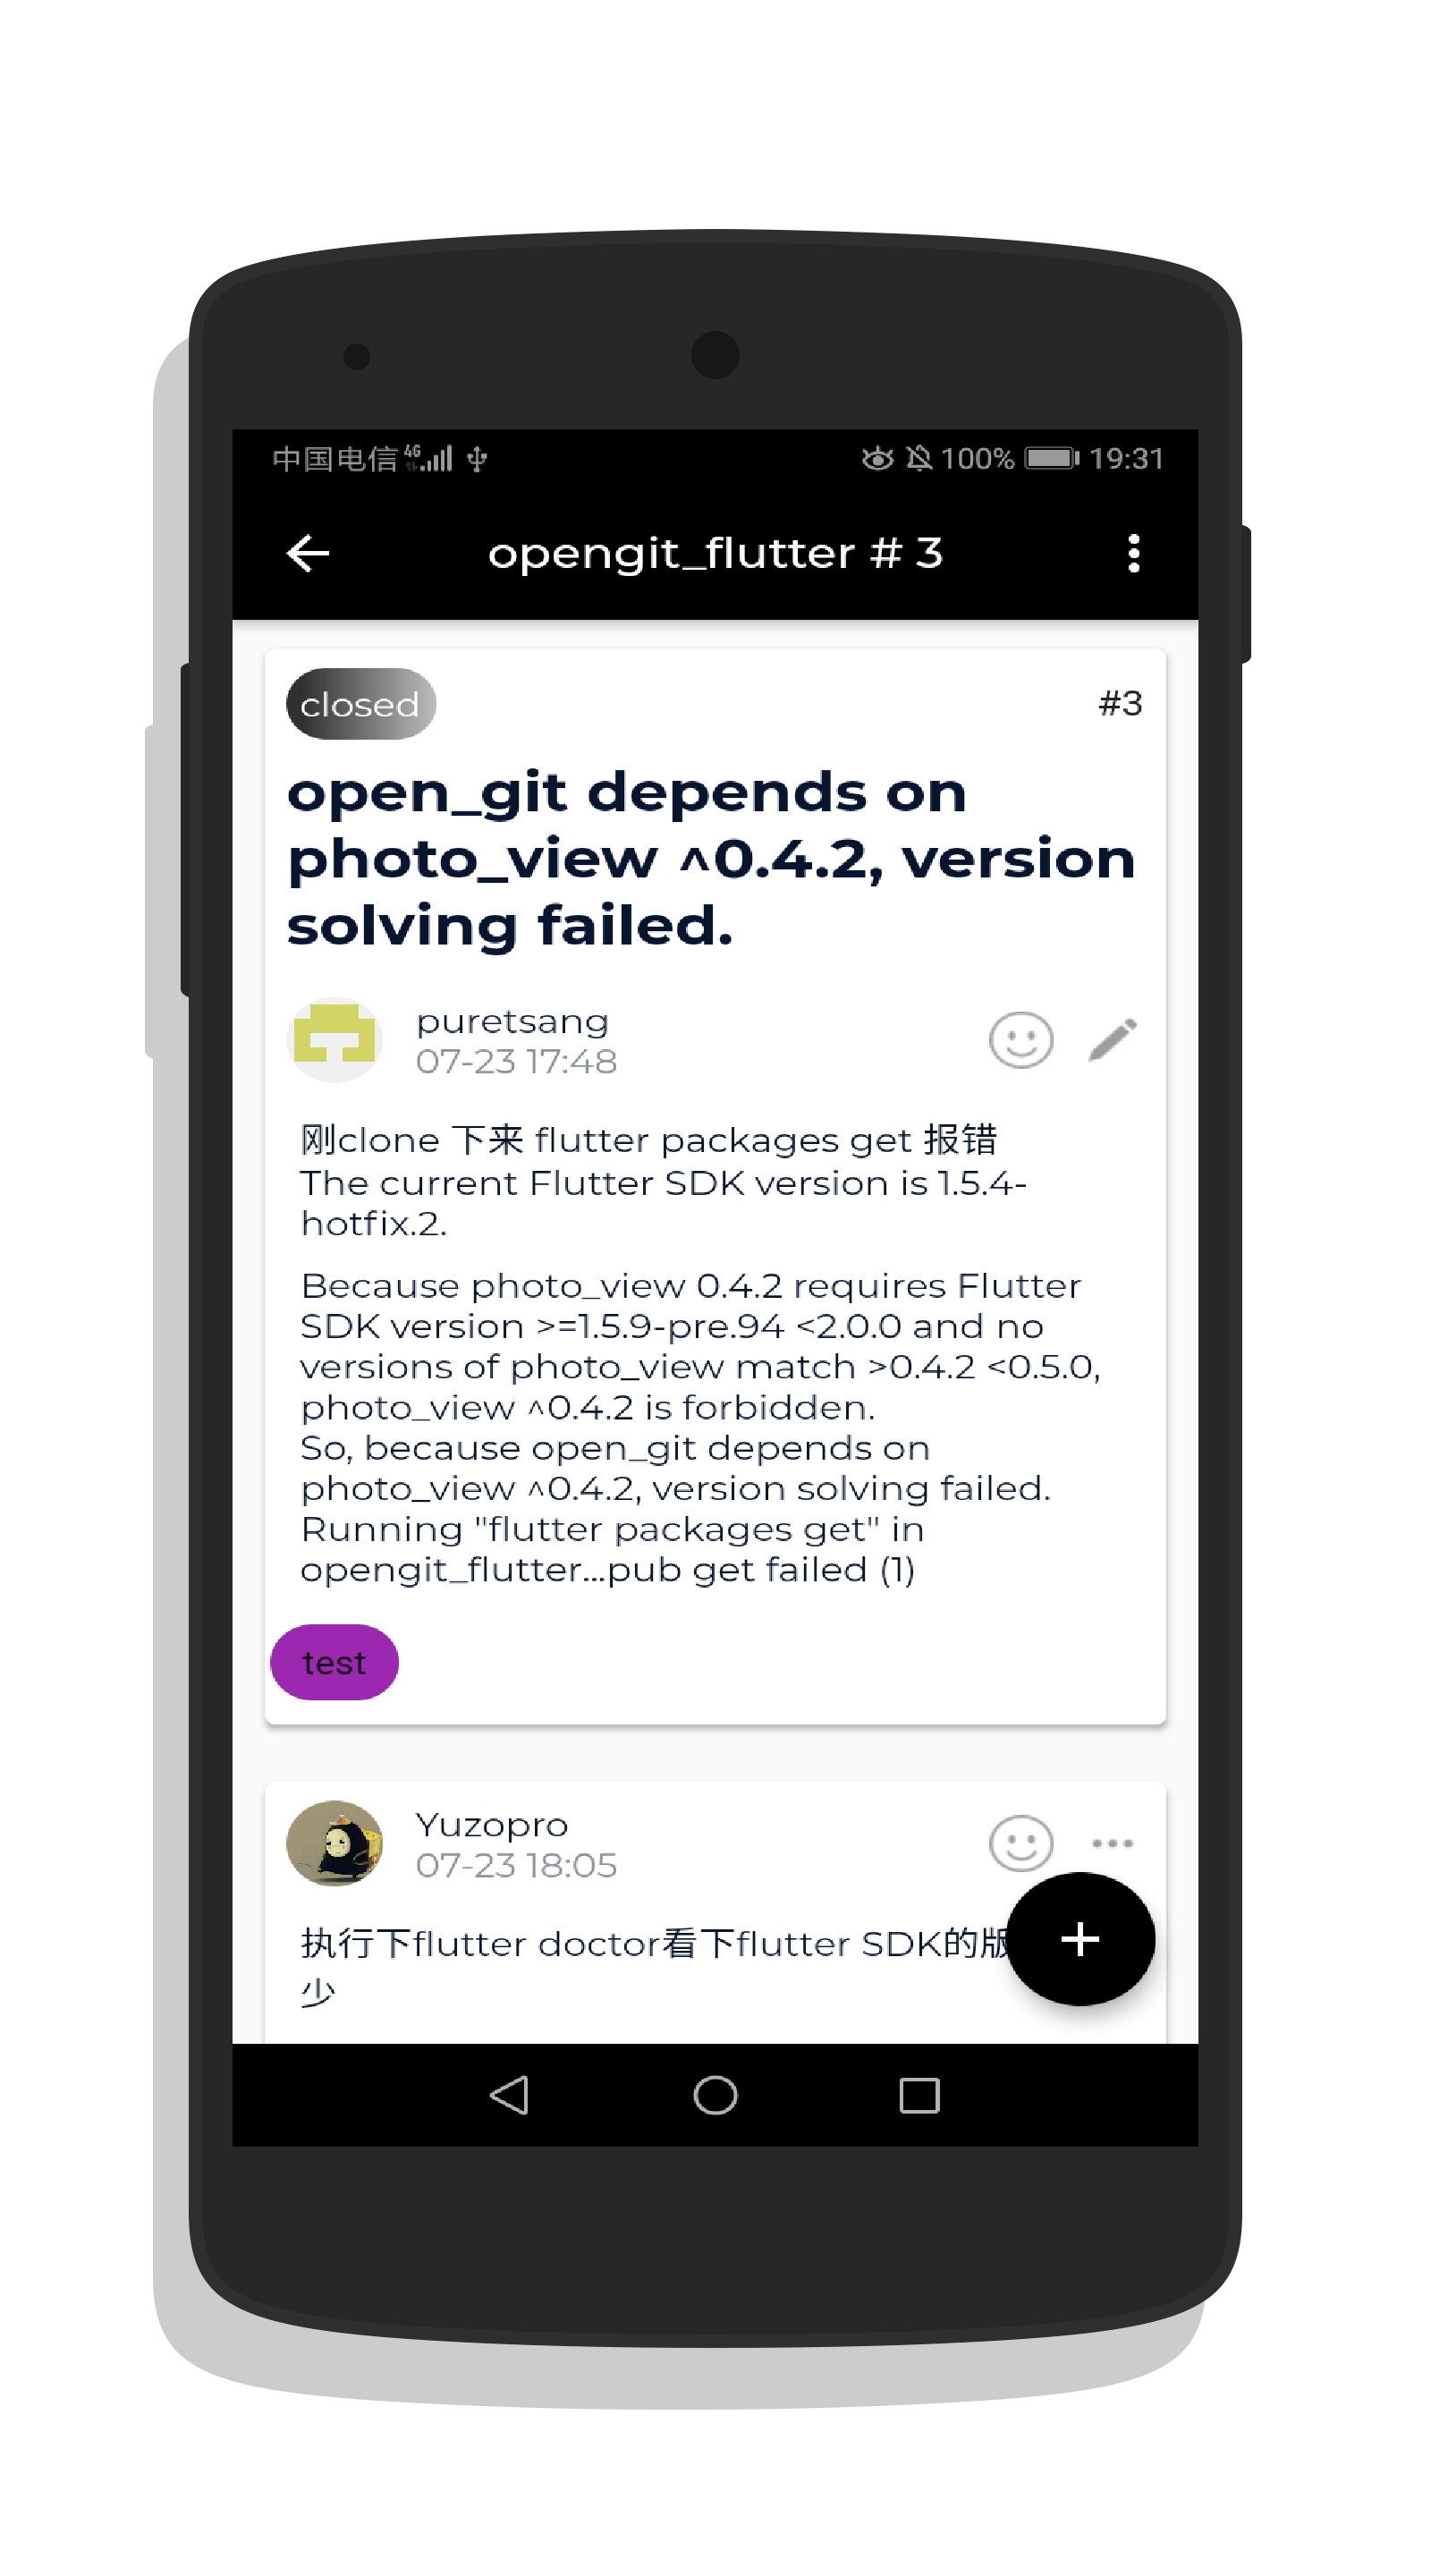 中国电信 4G 100% 19:31
opengit_flutter # 3
closed #3
open_git depends on
photo_view ^0.4.2, version
solving failed.
puretsang
07-23 17:48
刚clone 下来 flutter packages get 报错
The current Flutter SDK version is 1.5.4-
hotfix.2.
Because photo_view 0.4.2 requires Flutter
SDK version >=1.5.9-pre.94 <2.0.0 and no
versions of photo_view match >0.4.2 <0.5.0,
photo_view ^0.4.2 is forbidden.
So, because open_git depends on
photo_view ^0.4.2, version solving failed.
Running "flutter packages get" in
opengit_flutter...pub get failed (1)
test
Yuzopro
07-23 18:05
执行下flutter doctor看下flutter SDK的版
少